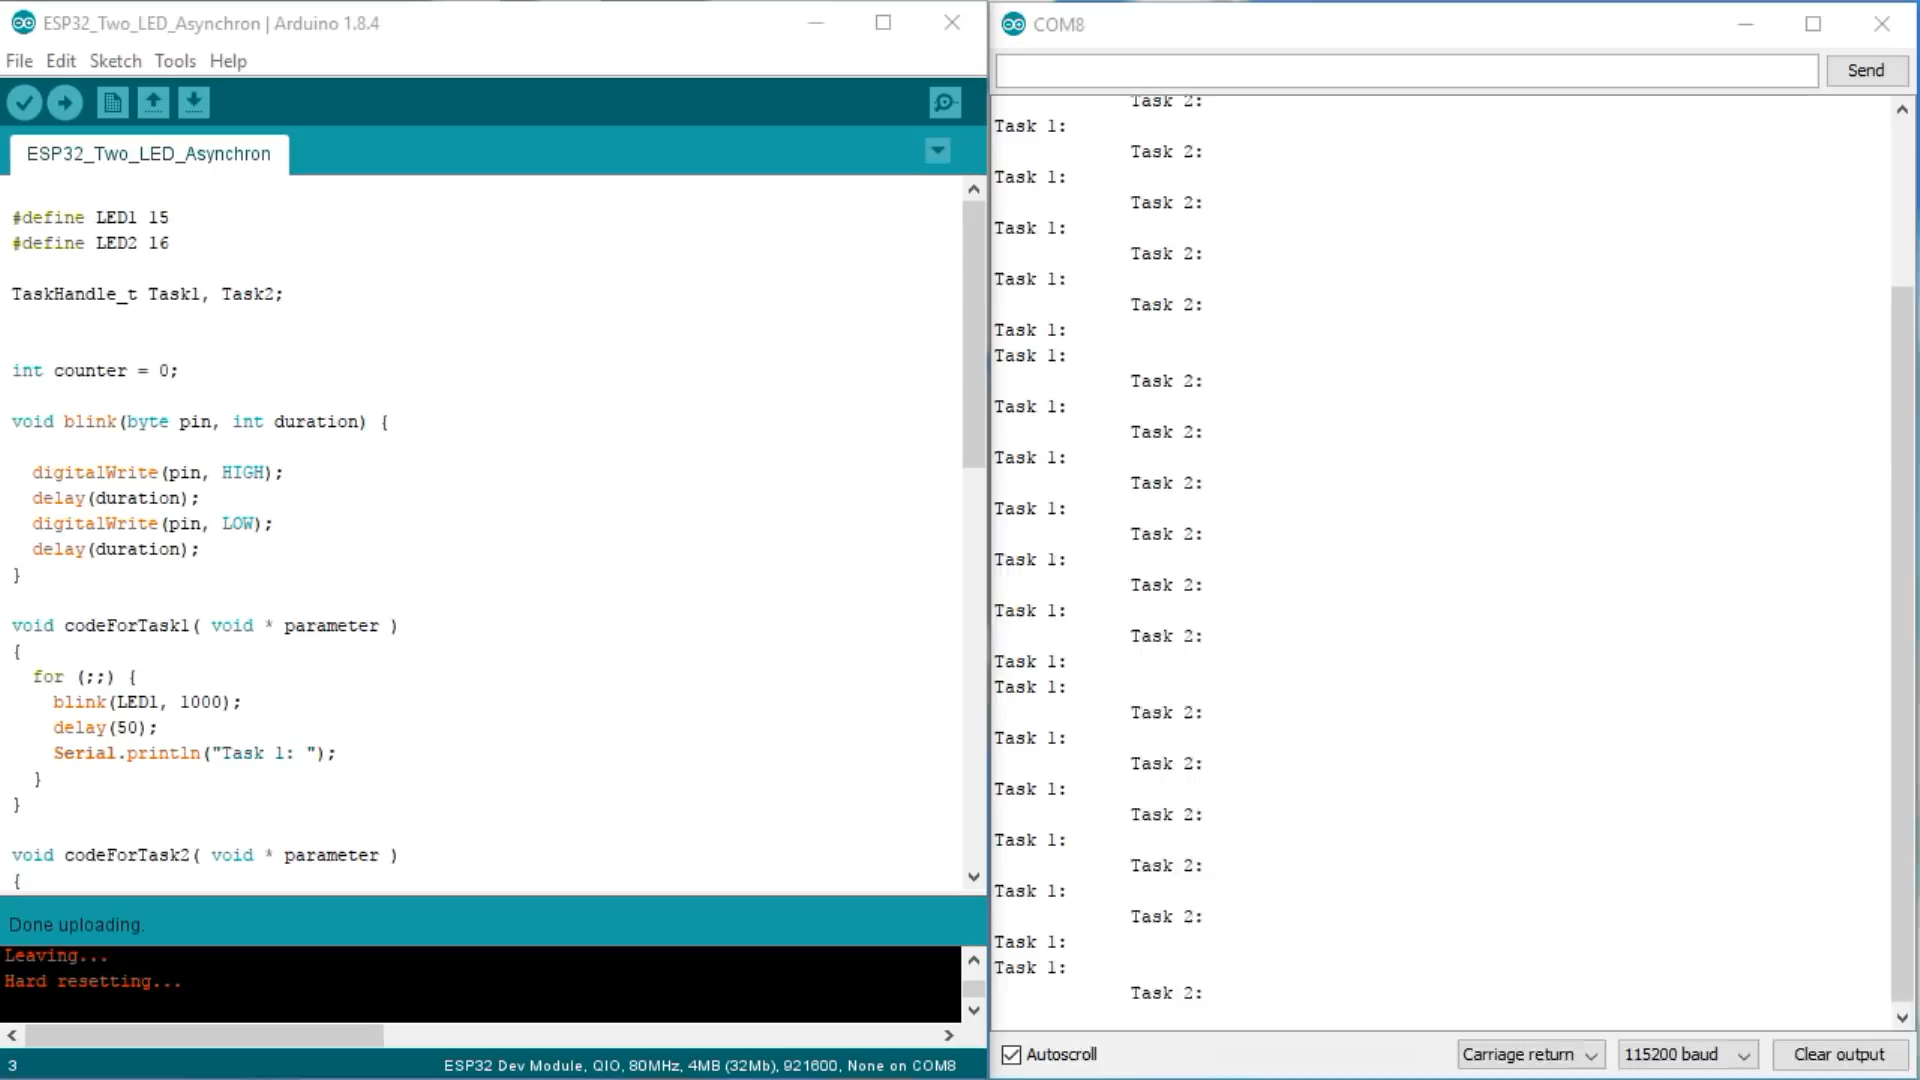 ESP32_Two_LED_Asynchron | Arduino 1.8.4
File Edit Sketch Tools Help
ESP32_Two_LED_Asynchron
#define LED1 15
#define LED2 16
TaskHandle_t Task1, Task2;
int counter = 0;
void blink(byte pin, int duration) {
digitalWrite(pin, HIGH);
delay(duration);
digitalWrite(pin, LOW);
delay(duration);
}
void codeForTask1( void * parameter )
{
for (;;) {
blink(LED1, 1000);
delay(50);
Serial.println("Task 1: ");
}
}
void codeForTask2( void * parameter )
{
Done uploading.
Leaving...
Hard resetting...
3
ESP32 Dev Module, QIO, 80MHz, 4MB (32Mb), 921600, None on COM8
COM8
Send
Task 2:
Task 1:
Task 2:
Task 1:
Task 2:
Task 1:
Task 2:
Task 1:
Task 2:
Task 1:
Task 1:
Task 2:
Task 1:
Task 2:
Task 1:
Task 2:
Task 1:
Task 2:
Task 1:
Task 2:
Task 1:
Task 2:
Task 1:
Task 1:
Task 2:
Task 1:
Task 2:
Task 1:
Task 2:
Task 1:
Task 2:
Task 1:
Task 2:
Task 1:
Task 1:
Task 2:
Autoscroll
Carriage return
115200 baud
Clear output